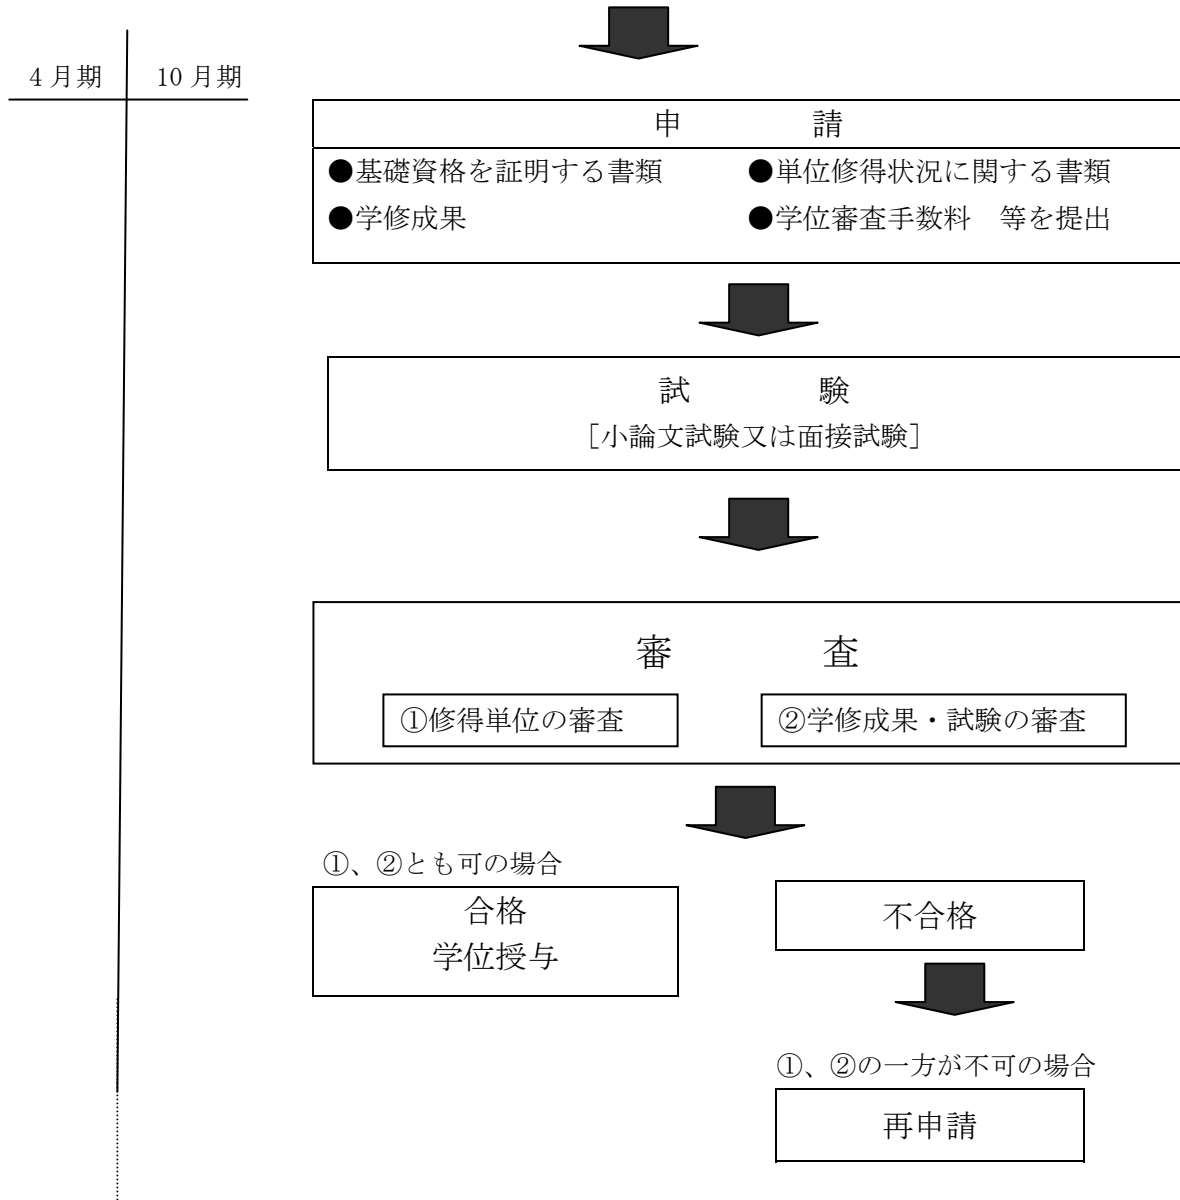 4月期 10月期
申請
●基礎資格を証明する書類 ●単位修得状況に関する書類
●学修成果 ●学位審査手数料 等を提出
試験
[小論文試験又は面接試験]
審査
①修得単位の審査 ②学修成果・試験の審査
①、②とも可の場合
合格
学位授与
不合格
①、②の一方が不可の場合
再申請